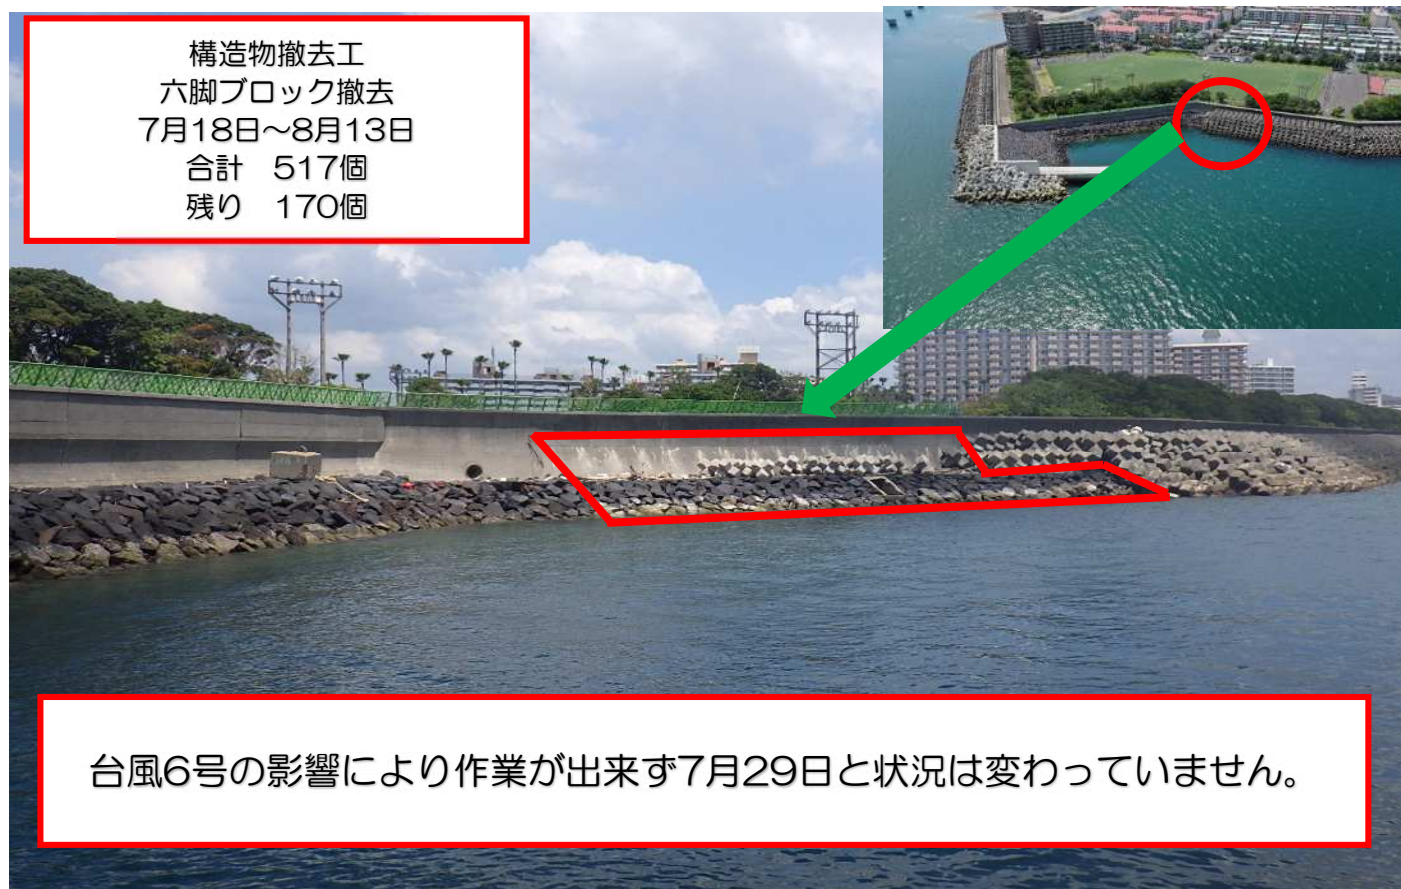 構造物撤去工
六脚ブロック撤去
7月18日～8月13日
合計　517個
残り　170個
台風6号の影響により作業が出来ず7月29日と状況は変わっていません。